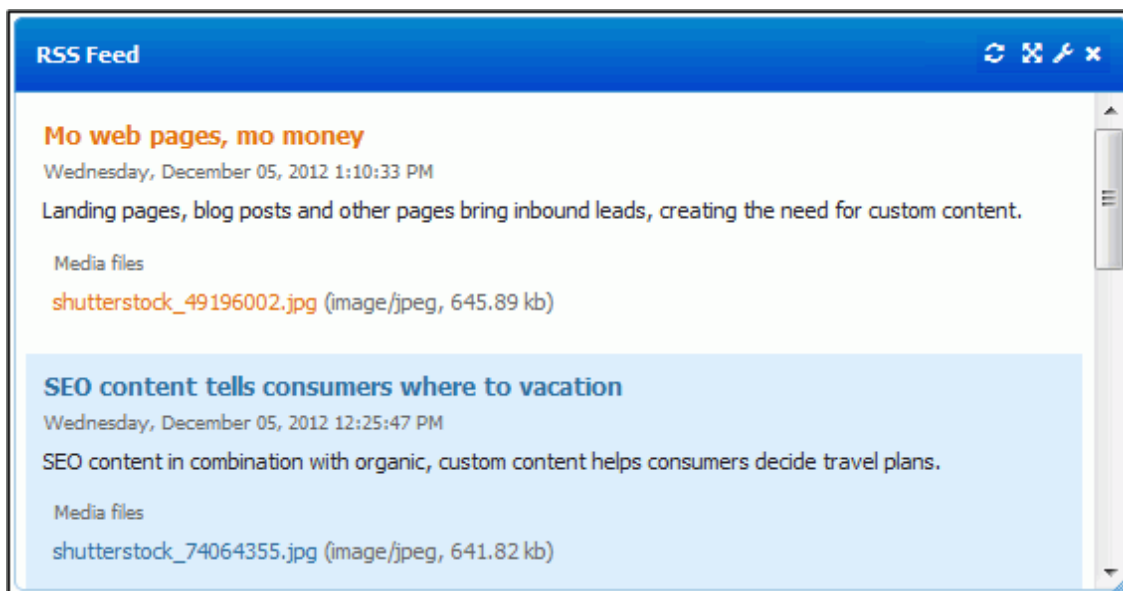 RSS Feed
Mo web pages, mo money
Wednesday, December 05, 2012 1:10:33 PM
Landing pages, blog posts and other pages bring inbound leads, creating the need for custom content.
Media files
shutterstock_49196002.jpg (image/jpeg, 645.89 kb)
SEO content tells consumers where to vacation
Wednesday, December 05, 2012 12:25:47 PM
SEO content in combination with organic, custom content helps consumers decide travel plans.
Media files
shutterstock_74064355.jpg (image/jpeg, 641.82 kb)